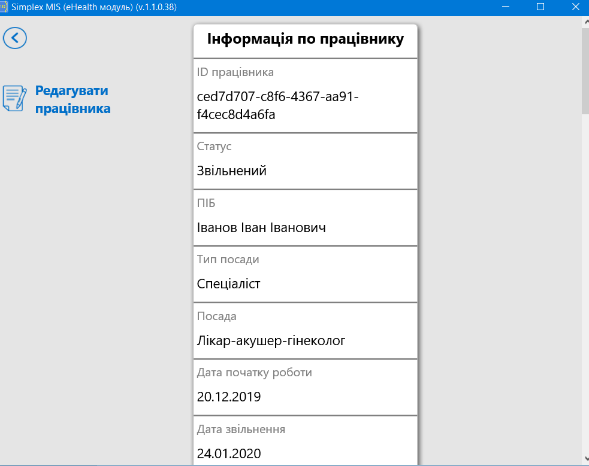 Simplex MIS (eHealth модуль) (v.1.1.0.38)
Інформація по працівнику
Редагувати
працівника
ID працівника
ced7d707-c8f6-4367-aa91-
f4cec8d4a6fa
Статус
Звільнений
ПІБ
Іванов Іван Іванович
Тип посади
Спеціаліст
Посада
Лікар-акушер-гінеколог
Дата початку роботи
20.12.2019
Дата звільнення
24.01.2020